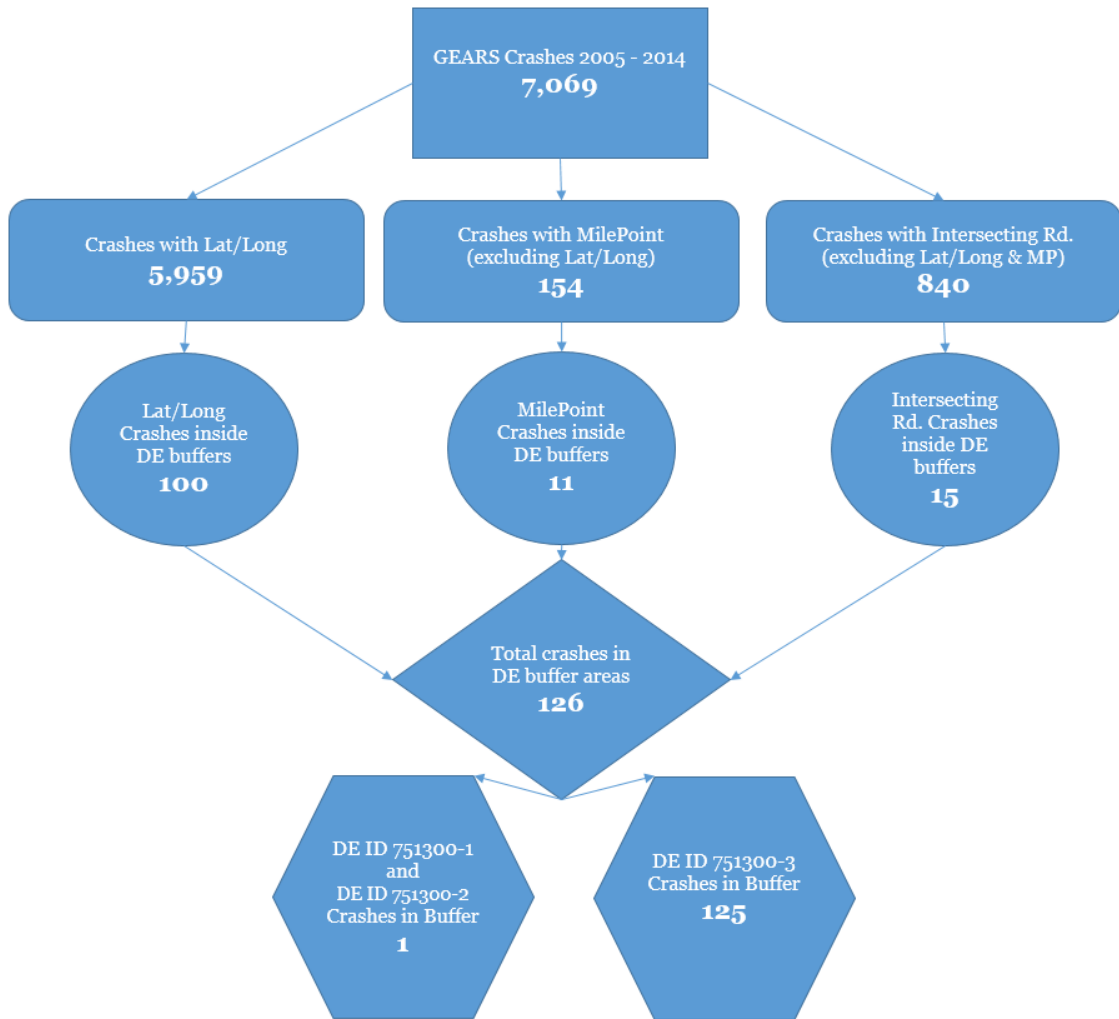 GEARS Crashes 2005 - 2014
7,069
Crashes with Lat/Long
5,959
Crashes with MilePoint
(excluding Lat/Long)
154
Crashes with Intersecting Rd.
(excluding Lat/Long & MP)
840
Lat/Long
Crashes inside
DE buffers
100
MilePoint
Crashes inside
DE buffers
11
Intersecting
Rd. Crashes
inside DE
buffers
15
Total crashes in
DE buffer areas
126
DE ID 751300-1
and
DE ID 751300-2
Crashes in Buffer
1
DE ID 751300-3
Crashes in Buffer
125